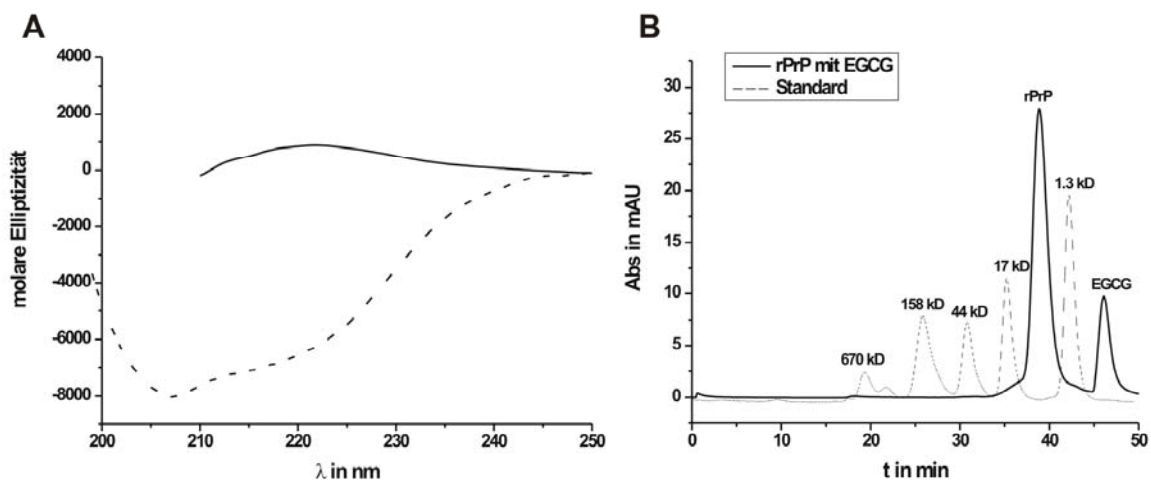 A
4000
2000
0
-2000
-4000
-6000
-8000
molare Elliptizität
200
210
220
230
240
250
λ in nm
B
rPrP mit EGCG
Standard
30
25
20
15
10
5
0
Abs in mAU
670 kD
158 kD
44 kD
17 kD
rPrP
1.3 kD
EGCG
0
10
20
30
40
50
t in min